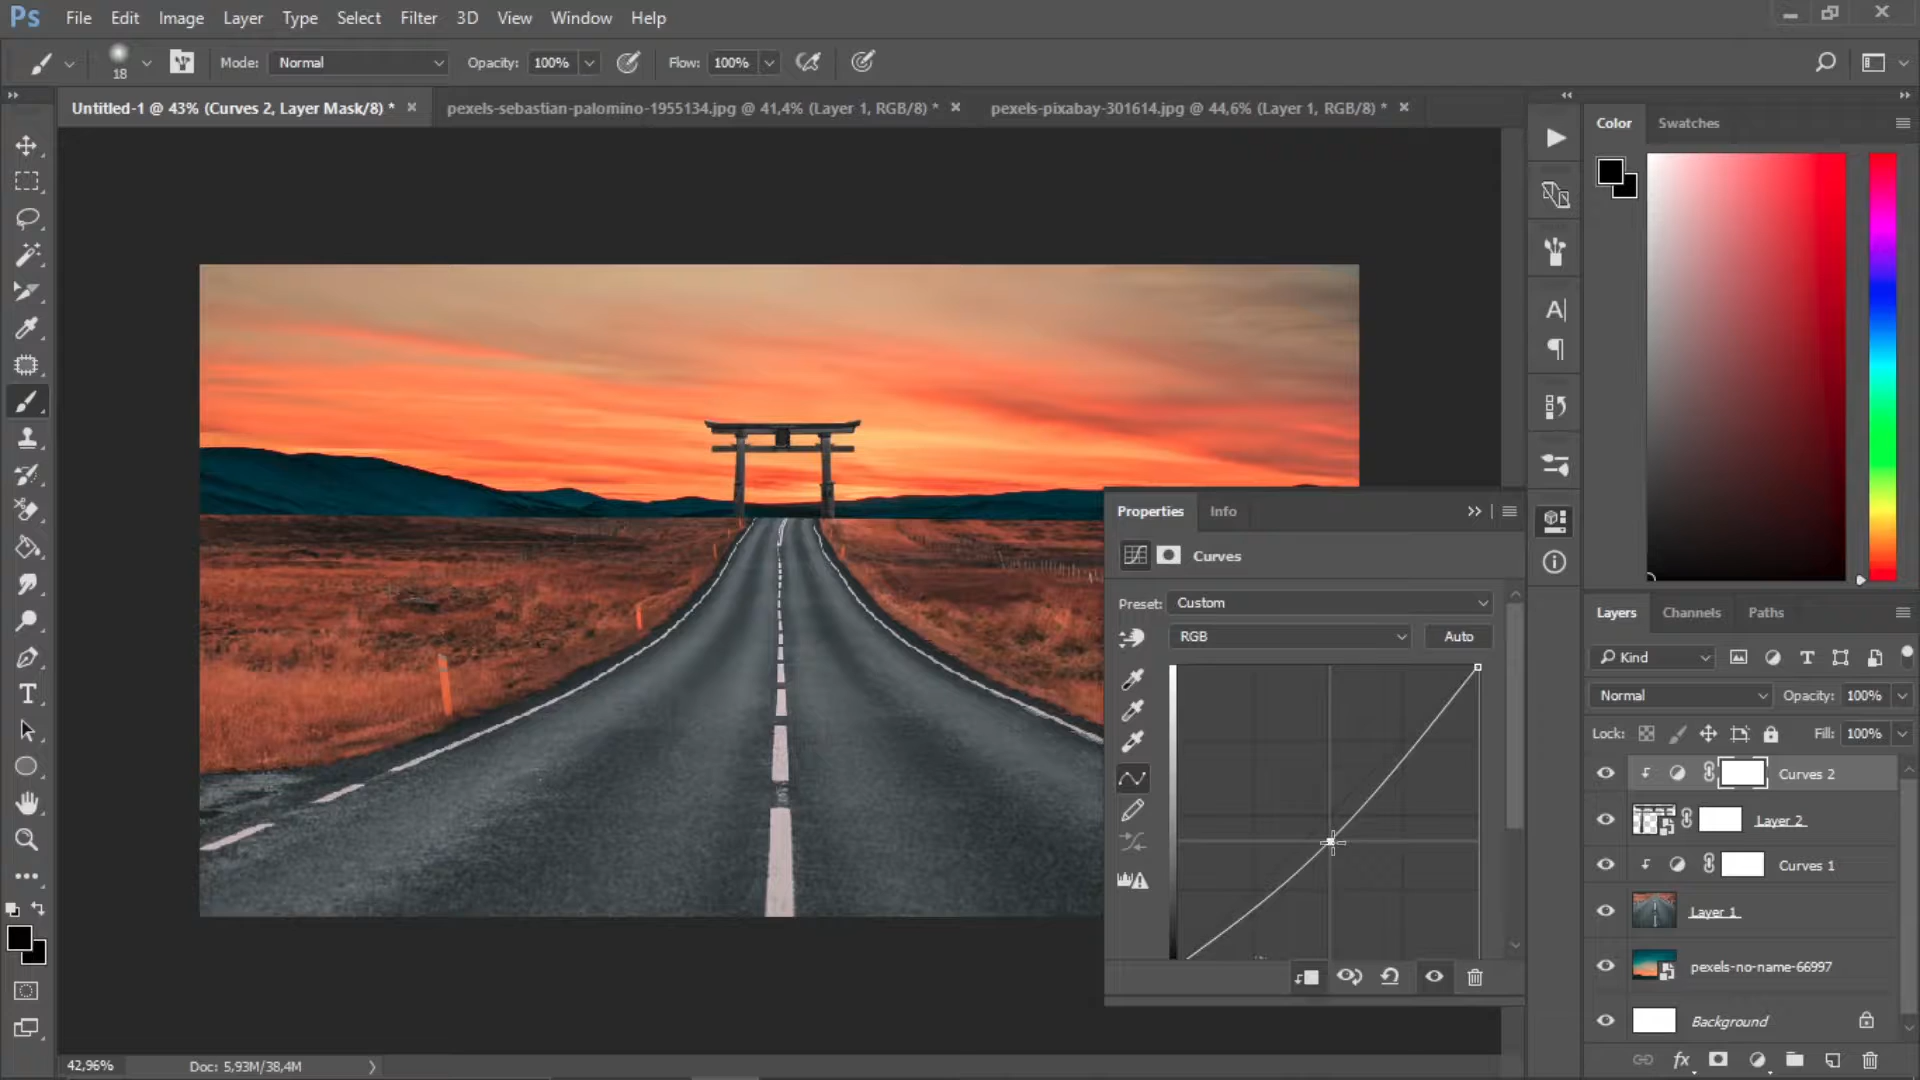 Ps File Edit Image Layer Type Select Filter 3D View Window Help
18 Mode: Normal Opacity: 100% Flow: 100%
Untitled-1 @ 43% (Curves 2, Layer Mask/8) * pexels-sebastian-palomino-1955134.jpg @ 41,4% (Layer 1, RGB/8) * pexels-pixabay-301614.jpg @ 44,6% (Layer 1, RGB/8) *
Color Swatches
Properties Info
Curves
Preset: Custom
RGB Auto
Layers Channels Paths
Kind
Normal Opacity: 100%
Lock: Fill: 100%
Curves 2
Layer 2
Curves 1
Layer 1
pexels-no-name-66997
Background
42,96% Doc: 5,93M/38,4M